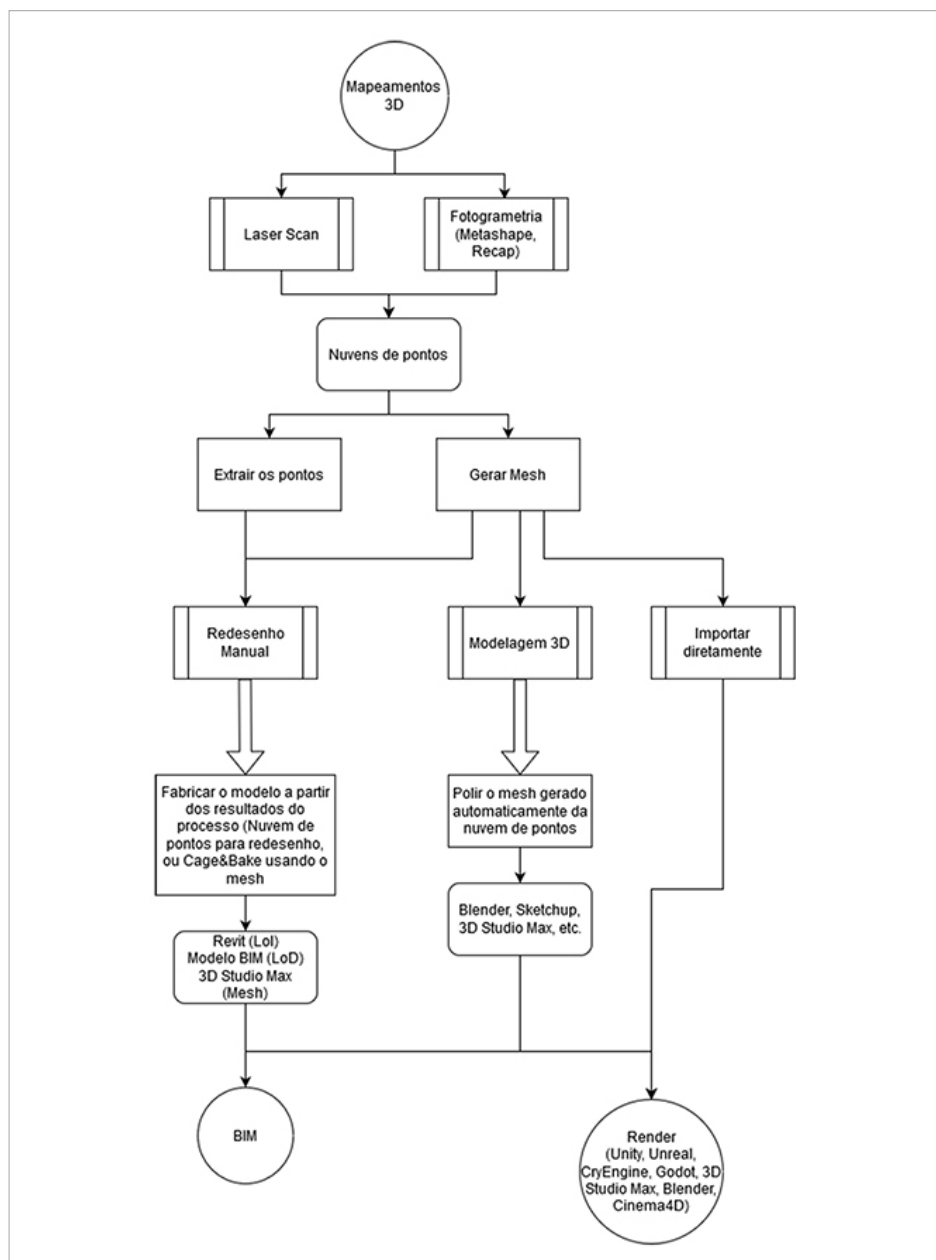 Mapeamentos
3D
Laser Scan
Fotogrametria
(Metashape,
Recap)
Nuvens de pontos
Extrair os pontos
Gerar Mesh
Redesenho
Manual
Modelagem 3D
Importar
diretamente
Fabricar o modelo a partir
dos resultados do
processo (Nuvem de
pontos para redesenho,
ou Cage&Bake usando o
mesh
Polir o mesh gerado
automaticamente da
nuvem de pontos
Blender, Sketchup,
3D Studio Max, etc.
Revit (LoI)
Modelo BIM (LoD)
3D Studio Max
(Mesh)
BIM
Render
(Unity, Unreal,
CryEngine, Godot, 3D
Studio Max, Blender,
Cinema4D)